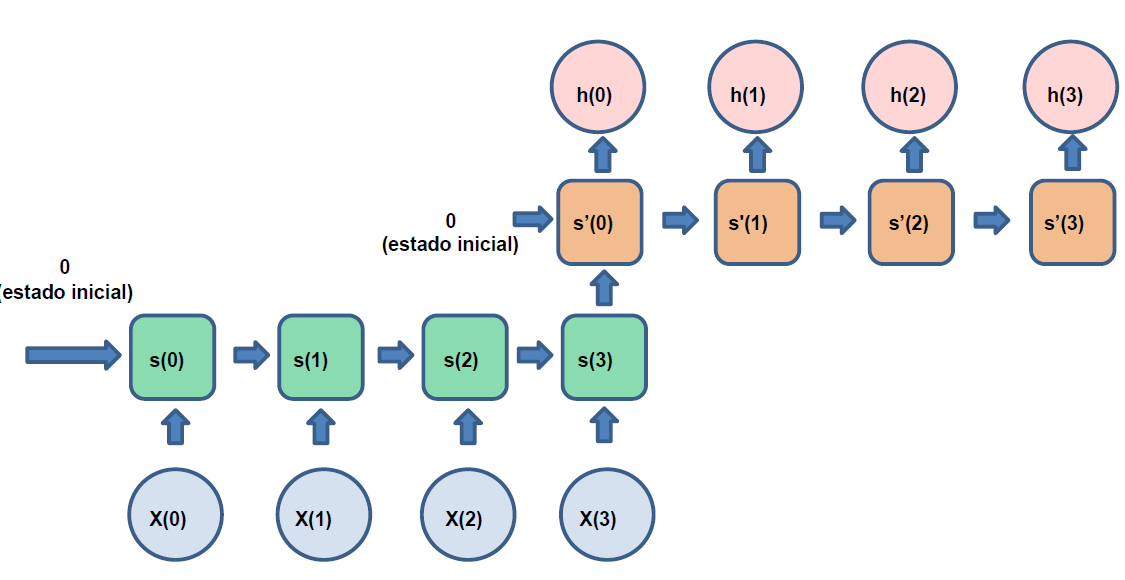 h(0)
h(1)
h(2)
h(3)
s’(0)
s'(1)
s’(2)
s’(3)
0
(estado inicial)
0
(estado inicial)
s(0)
s(1)
s(2)
s(3)
X(0)
X(1)
X(2)
X(3)